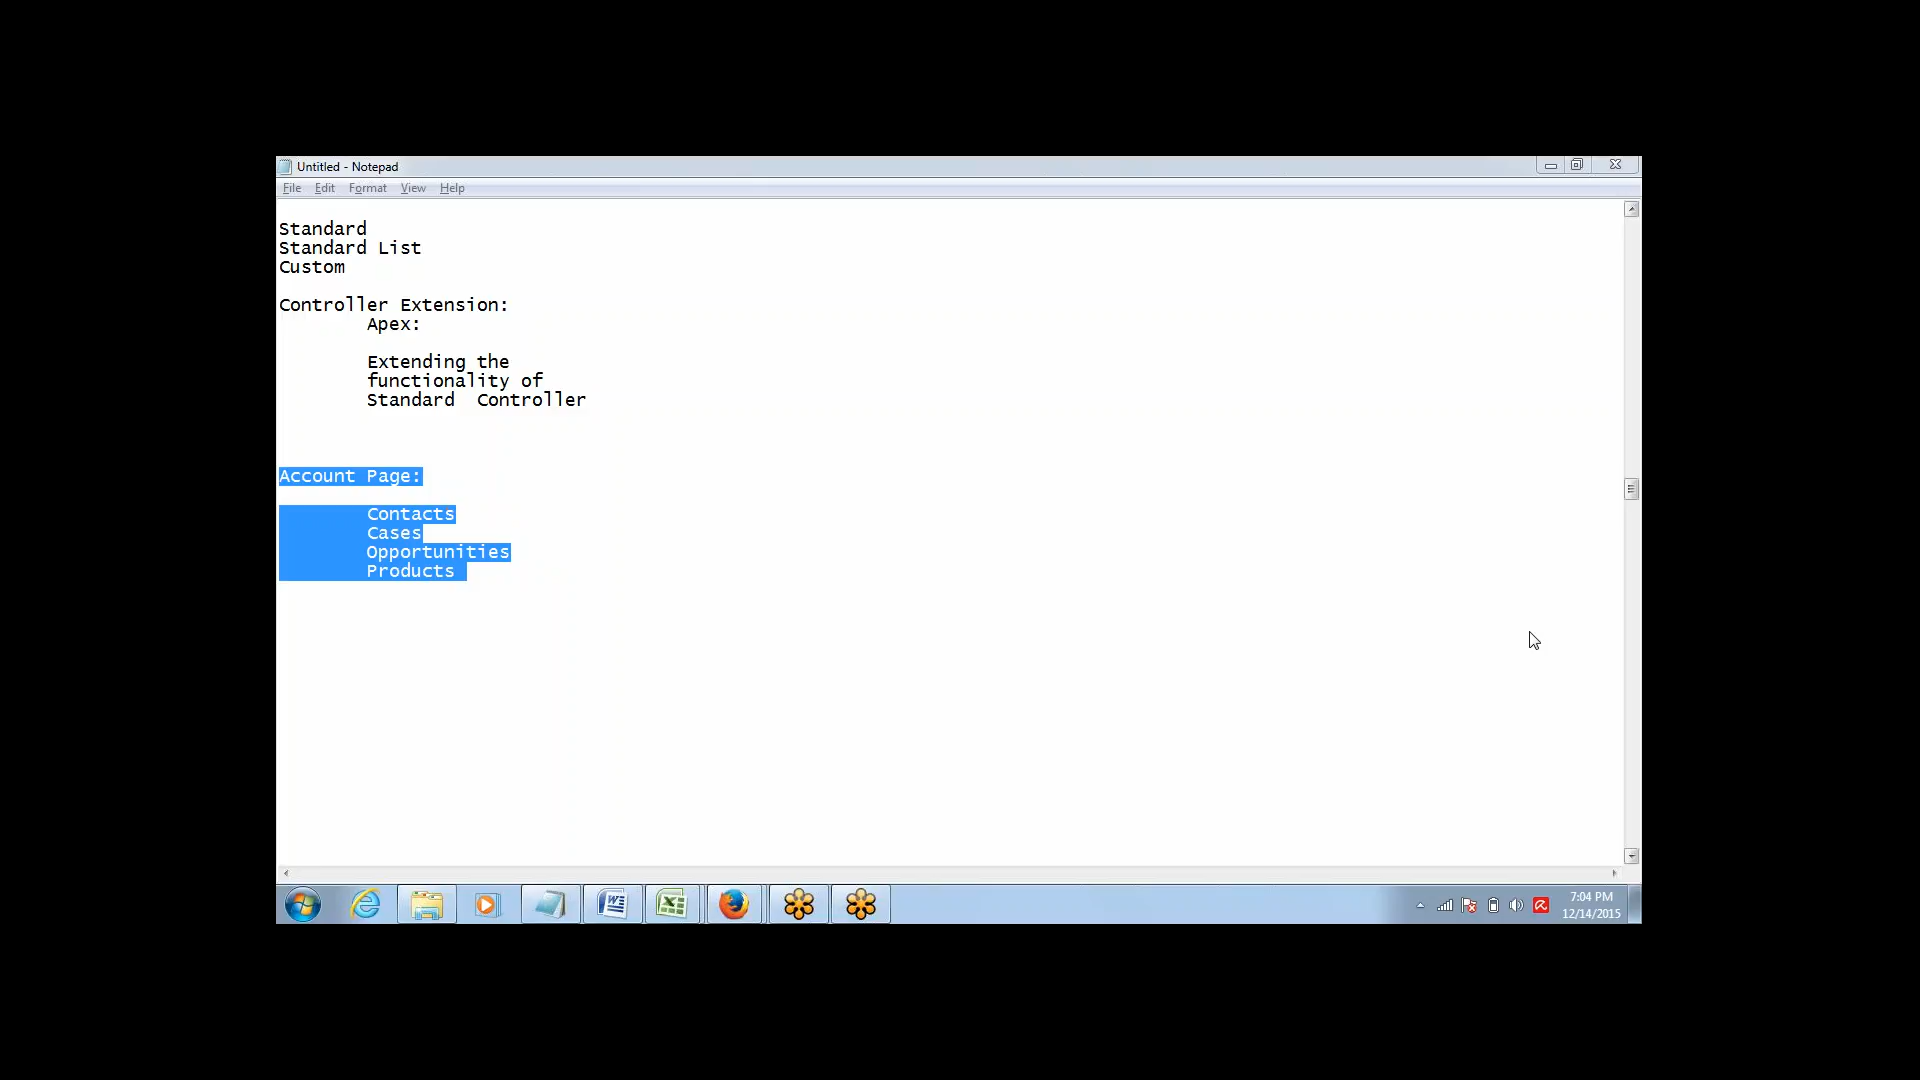 Untitled - Notepad
File Edit Format View Help
Standard
Standard List
Custom
Controller Extension:
Apex:
Extending the
functionality of
Standard  Controller
Account Page:
Contacts
Cases
Opportunities
Products
7:04 PM
12/14/2015